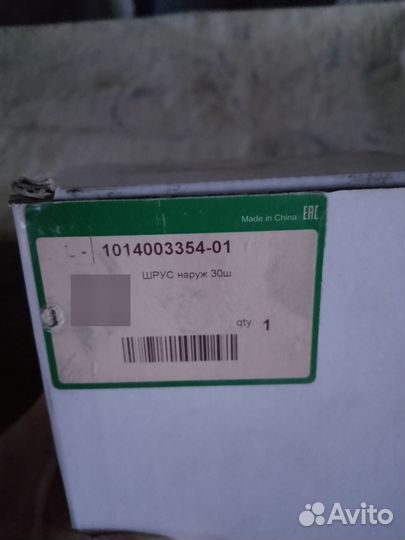 Made in China EAC
1014003354-01
ШРУС наруж 30ш
qty 1
Avito